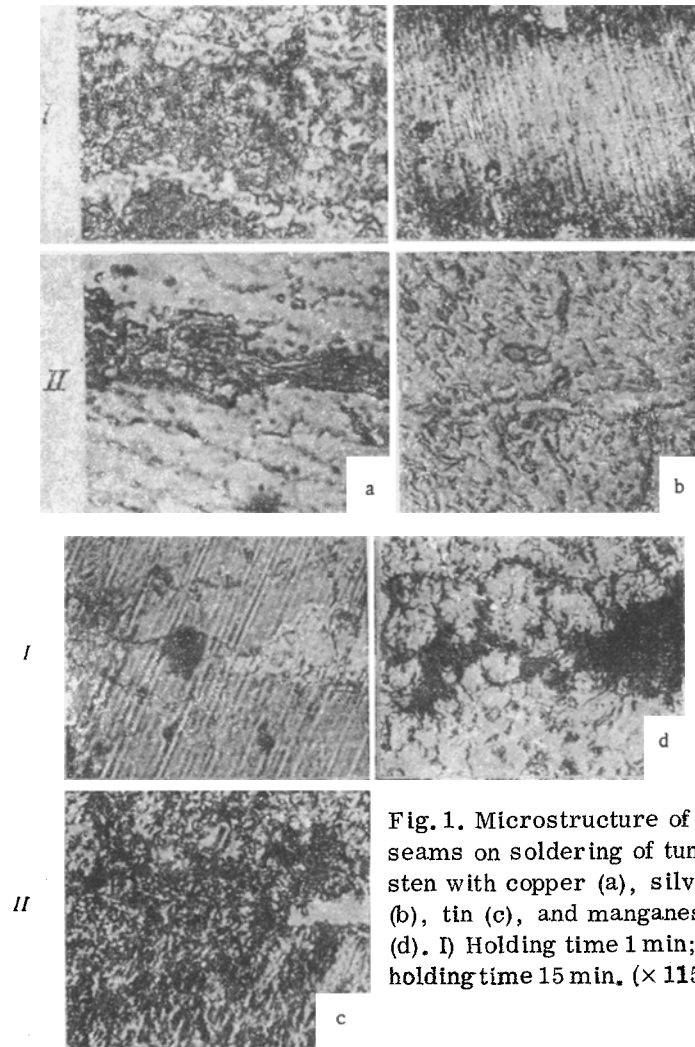 I
II
a
b
I
d
II
c
Fig. 1. Microstructure of
seams on soldering of tun
sten with copper (a), silv
(b), tin (c), and manganes
(d). I) Holding time 1 min;
holding time 15 min. (× 115